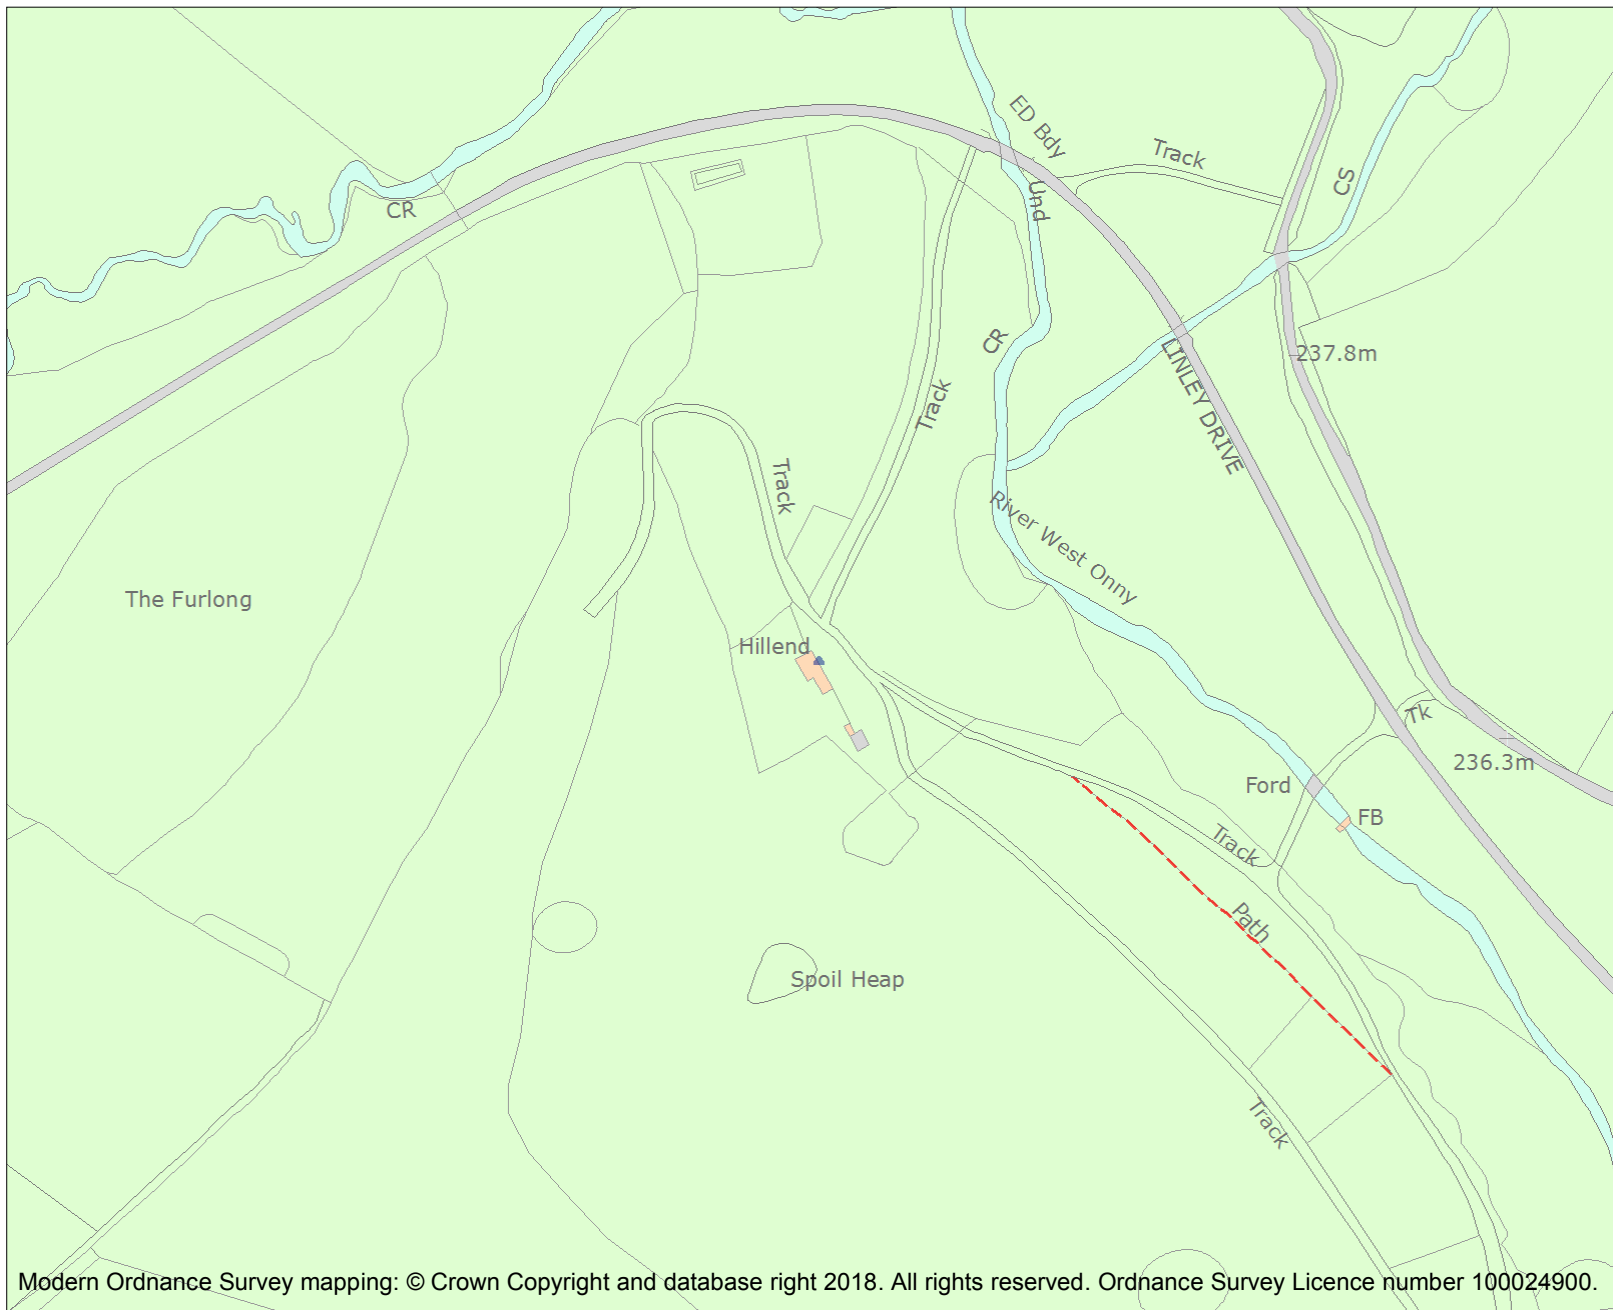 ED Bdy
Track
CS
CR
Und
CR
237.8m
LINLEY DRIVE
Track
Track
River West Onny
The Furlong
Hillend
Tk
236.3m
Ford
FB
Track
Path
Spoil Heap
Track
Modern Ordnance Survey mapping: © Crown Copyright and database right 2018. All rights reserved. Ordnance Survey Licence number 100024900.